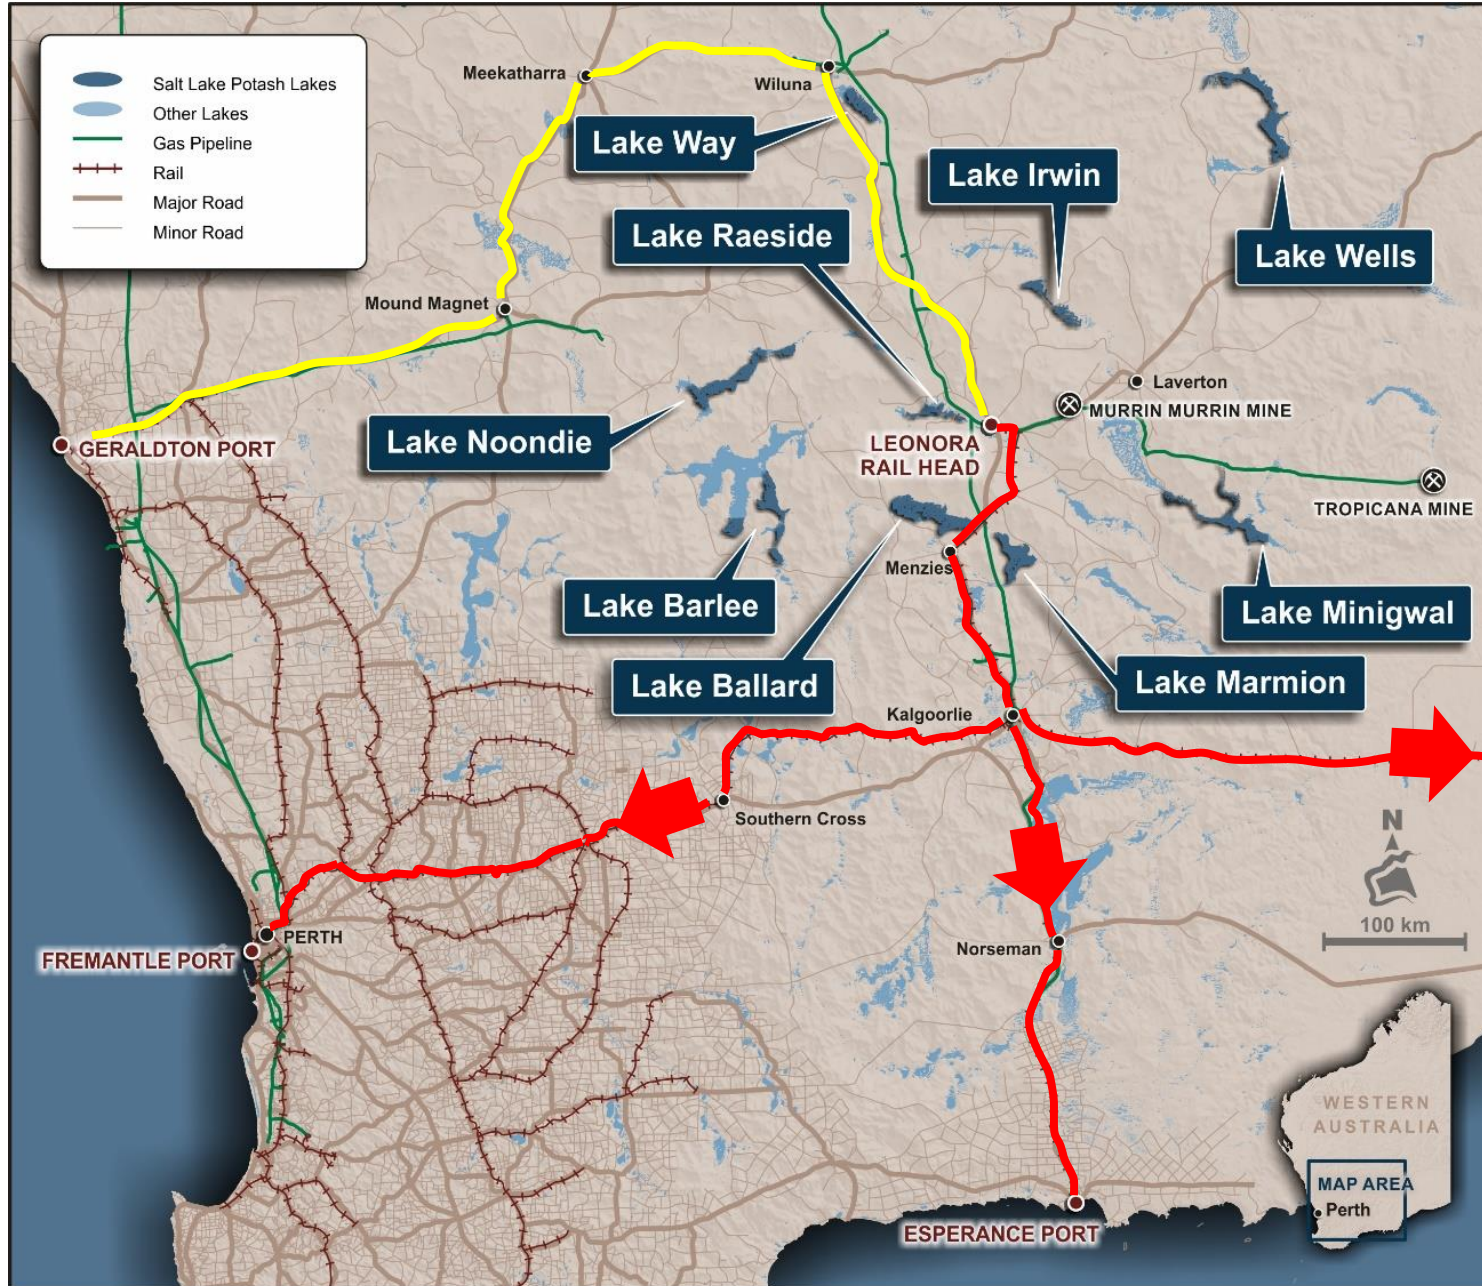 Salt Lake Potash Lakes
Other Lakes
Gas Pipeline
Rail
Major Road
Minor Road
Meekatharra
Wiluna
Lake Way
Lake Irwin
Lake Raeside
Lake Wells
Mound Magnet
Laverton
MURRIN MURRIN MINE
Lake Noondie
GERALDTON PORT
LEONORA
RAIL HEAD
TROPICANA MINE
Menzies
Lake Barlee
Lake Minigwal
Lake Ballard
Lake Marmion
Kalgoorlie
Southern Cross
N
100 km
PERTH
FREMANTLE PORT
Norseman
WESTERN
AUSTRALIA
MAP AREA
Perth
ESPERANCE PORT